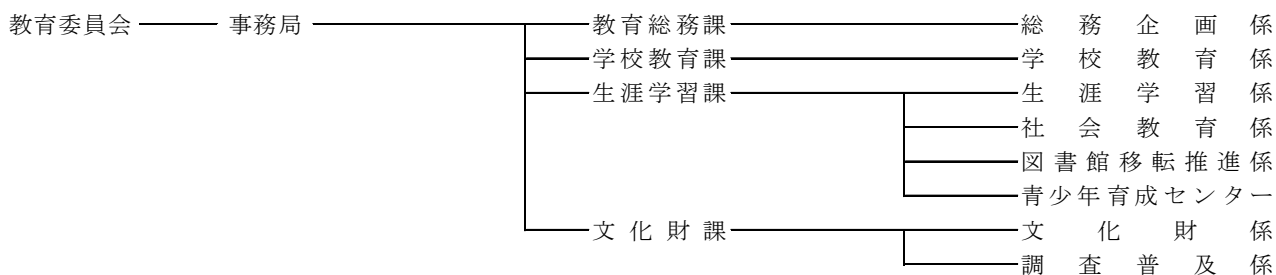 教育委員会 事務局 教育総務課 総務企画係
学校教育課 学校教育係
生涯学習課 生涯学習係
社会教育係
図書館移転推進係
青少年育成センター
文化財課 文化財係
調査普及係